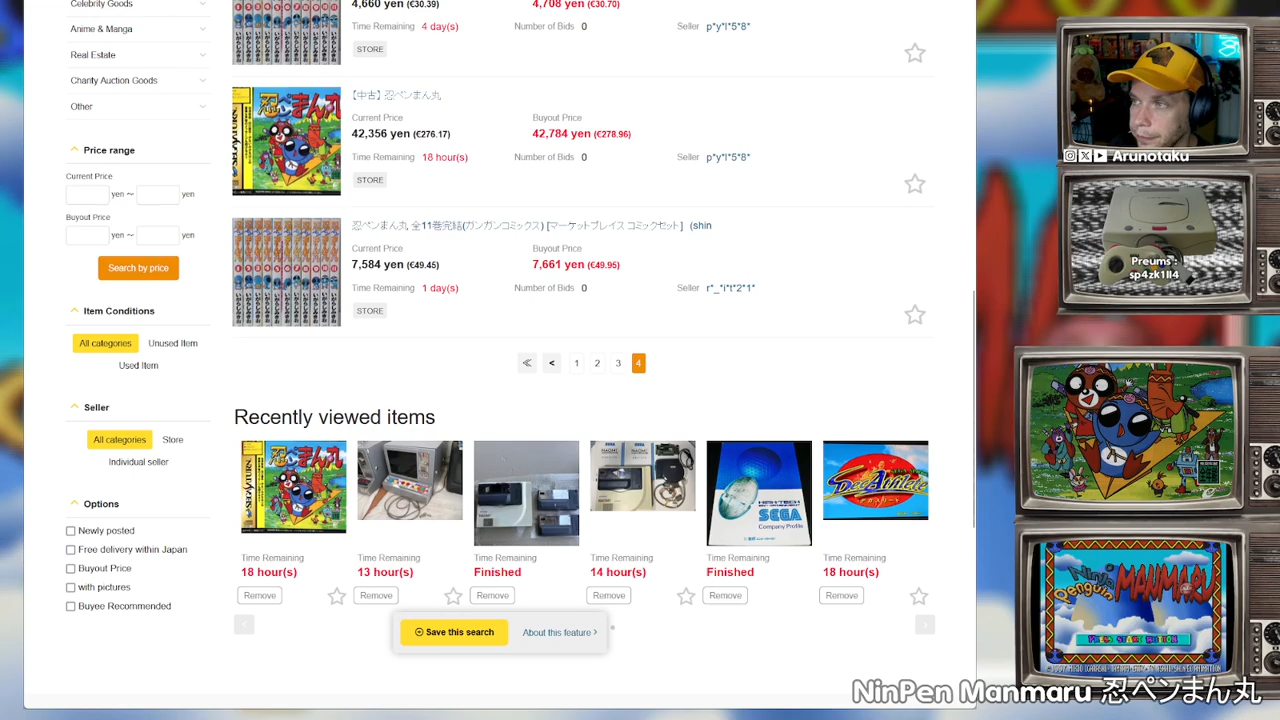 Celebrity Goods
Anime & Manga
Real Estate
Charity Auction Goods
Other
Price range
Current Price
yen ～ yen
Buyout Price
yen ～ yen
Search by price
Item Conditions
All categories Unused Item
Used Item
Seller
All categories Store
Individual seller
Options
Newly posted
Free delivery within Japan
Buyout Price
with pictures
Buyee Recommended
4,660 yen (€30.39) 4,708 yen (€30.70)
Time Remaining 4 day(s) Number of Bids 0 Seller p*y*l*5*8*
STORE
【中古】 忍ペンまん丸
Current Price Buyout Price
42,356 yen (€276.17) 42,784 yen (€278.96)
Time Remaining 18 hour(s) Number of Bids 0 Seller p*y*l*5*8*
STORE
忍ペンまん丸 全11巻完結(ガンガンコミックス) [マーケットプレイス コミックセット] (shin
Current Price Buyout Price
7,584 yen (€49.45) 7,661 yen (€49.95)
Time Remaining 1 day(s) Number of Bids 0 Seller r*_*i*t*2*1*
STORE
≪ < 1 2 3 4
Recently viewed items
SEGA
Company Profile
Time Remaining Time Remaining Time Remaining Time Remaining Time Remaining Time Remaining
18 hour(s) 13 hour(s) Finished 14 hour(s) Finished 18 hour(s)
Remove Remove Remove Remove Remove Remove
Save this search About this feature >
Arunotaku
Preums :
sp4zk1ll4
Ninja
Penguin MANMARU
PRESS START BUTTON
NinPen Manmaru 忍ペンまん丸